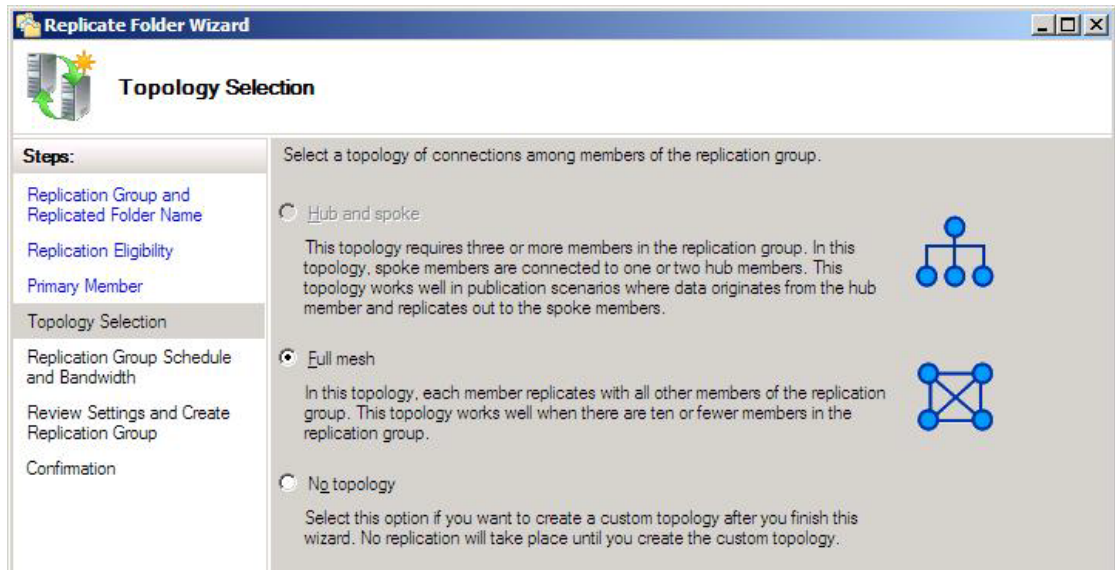 Replicate Folder Wizard
Topology Selection
Steps:
Replication Group and
Replicated Folder Name
Replication Eligibility
Primary Member
Topology Selection
Replication Group Schedule
and Bandwidth
Review Settings and Create
Replication Group
Confirmation
Select a topology of connections among members of the replication group.
Hub and spoke
This topology requires three or more members in the replication group. In this
topology, spoke members are connected to one or two hub members. This
topology works well in publication scenarios where data originates from the hub
member and replicates out to the spoke members.
Full mesh
In this topology, each member replicates with all other members of the replication
group. This topology works well when there are ten or fewer members in the
replication group.
No topology
Select this option if you want to create a custom topology after you finish this
wizard. No replication will take place until you create the custom topology.